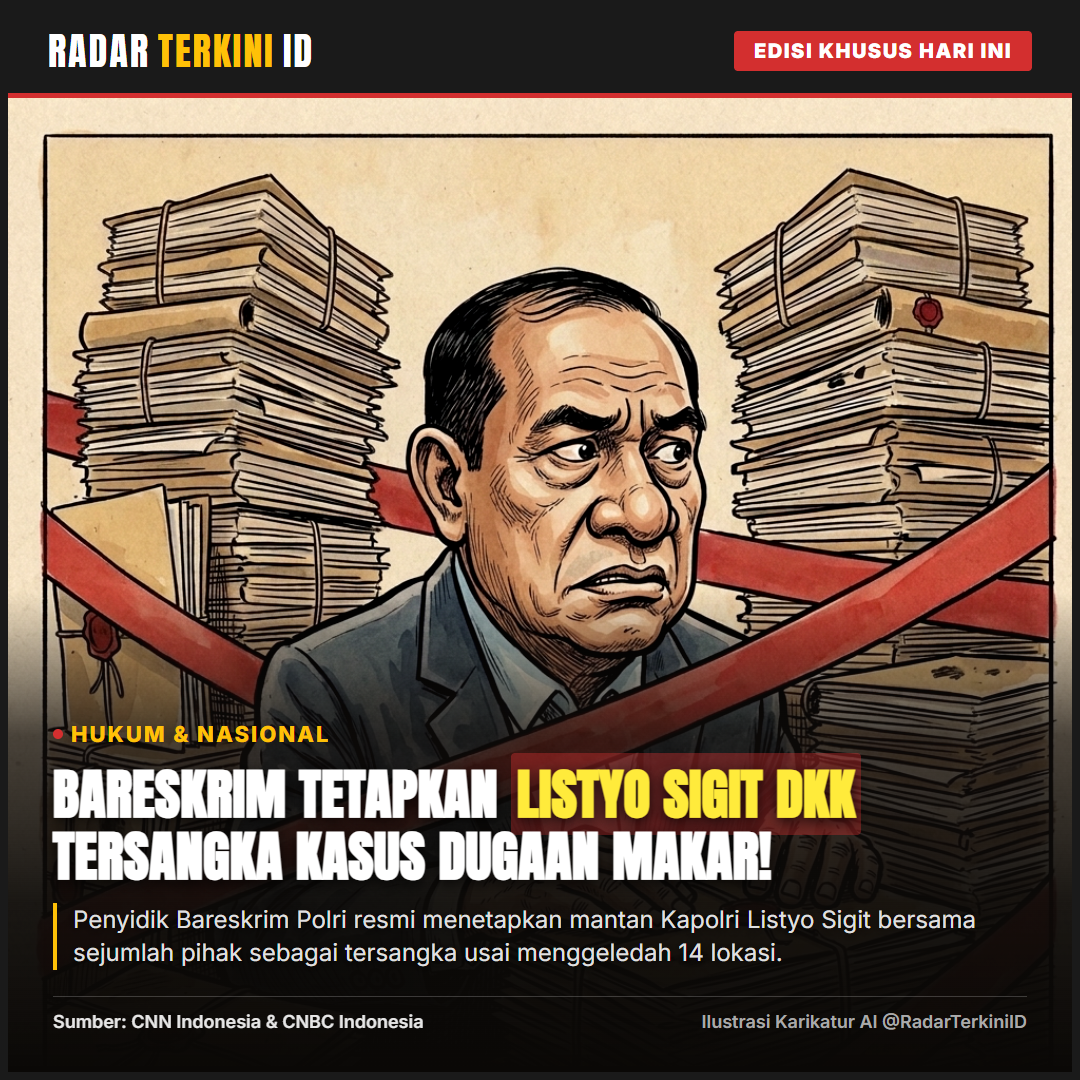 RADAR TERKINI ID
EDISI KHUSUS HARI INI
HUKUM & NASIONAL
BARESKRIM TETAPKAN LISTYO SIGIT DKK
TERSANGKA KASUS DUGAAN MAKAR!
Penyidik Bareskrim Polri resmi menetapkan mantan Kapolri Listyo Sigit bersama
sejumlah pihak sebagai tersangka usai menggeledah 14 lokasi.
Sumber: CNN Indonesia & CNBC Indonesia
Ilustrasi Karikatur AI @RadarTerkiniID